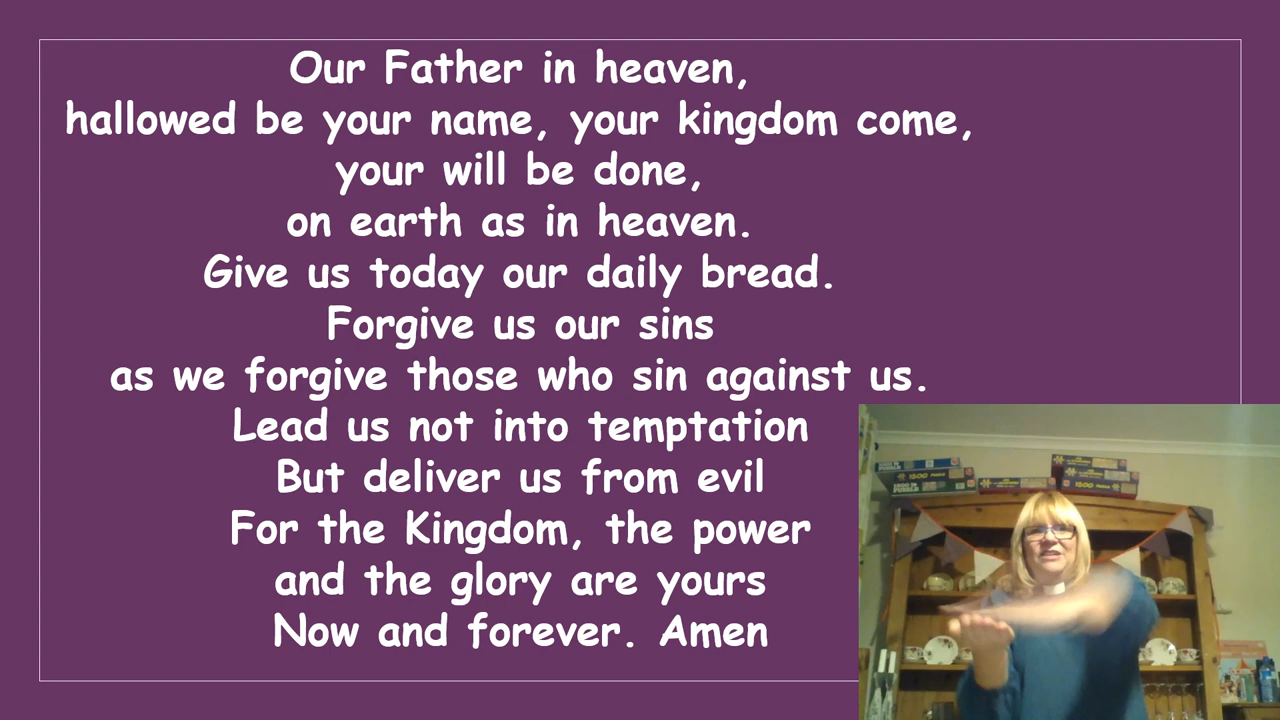 Our Father in heaven,
hallowed be your name, your kingdom come,
your will be done,
on earth as in heaven.
Give us today our daily bread.
Forgive us our sins
as we forgive those who sin against us.
Lead us not into temptation
But deliver us from evil
For the Kingdom, the power
and the glory are yours
Now and forever. Amen
1500
1500